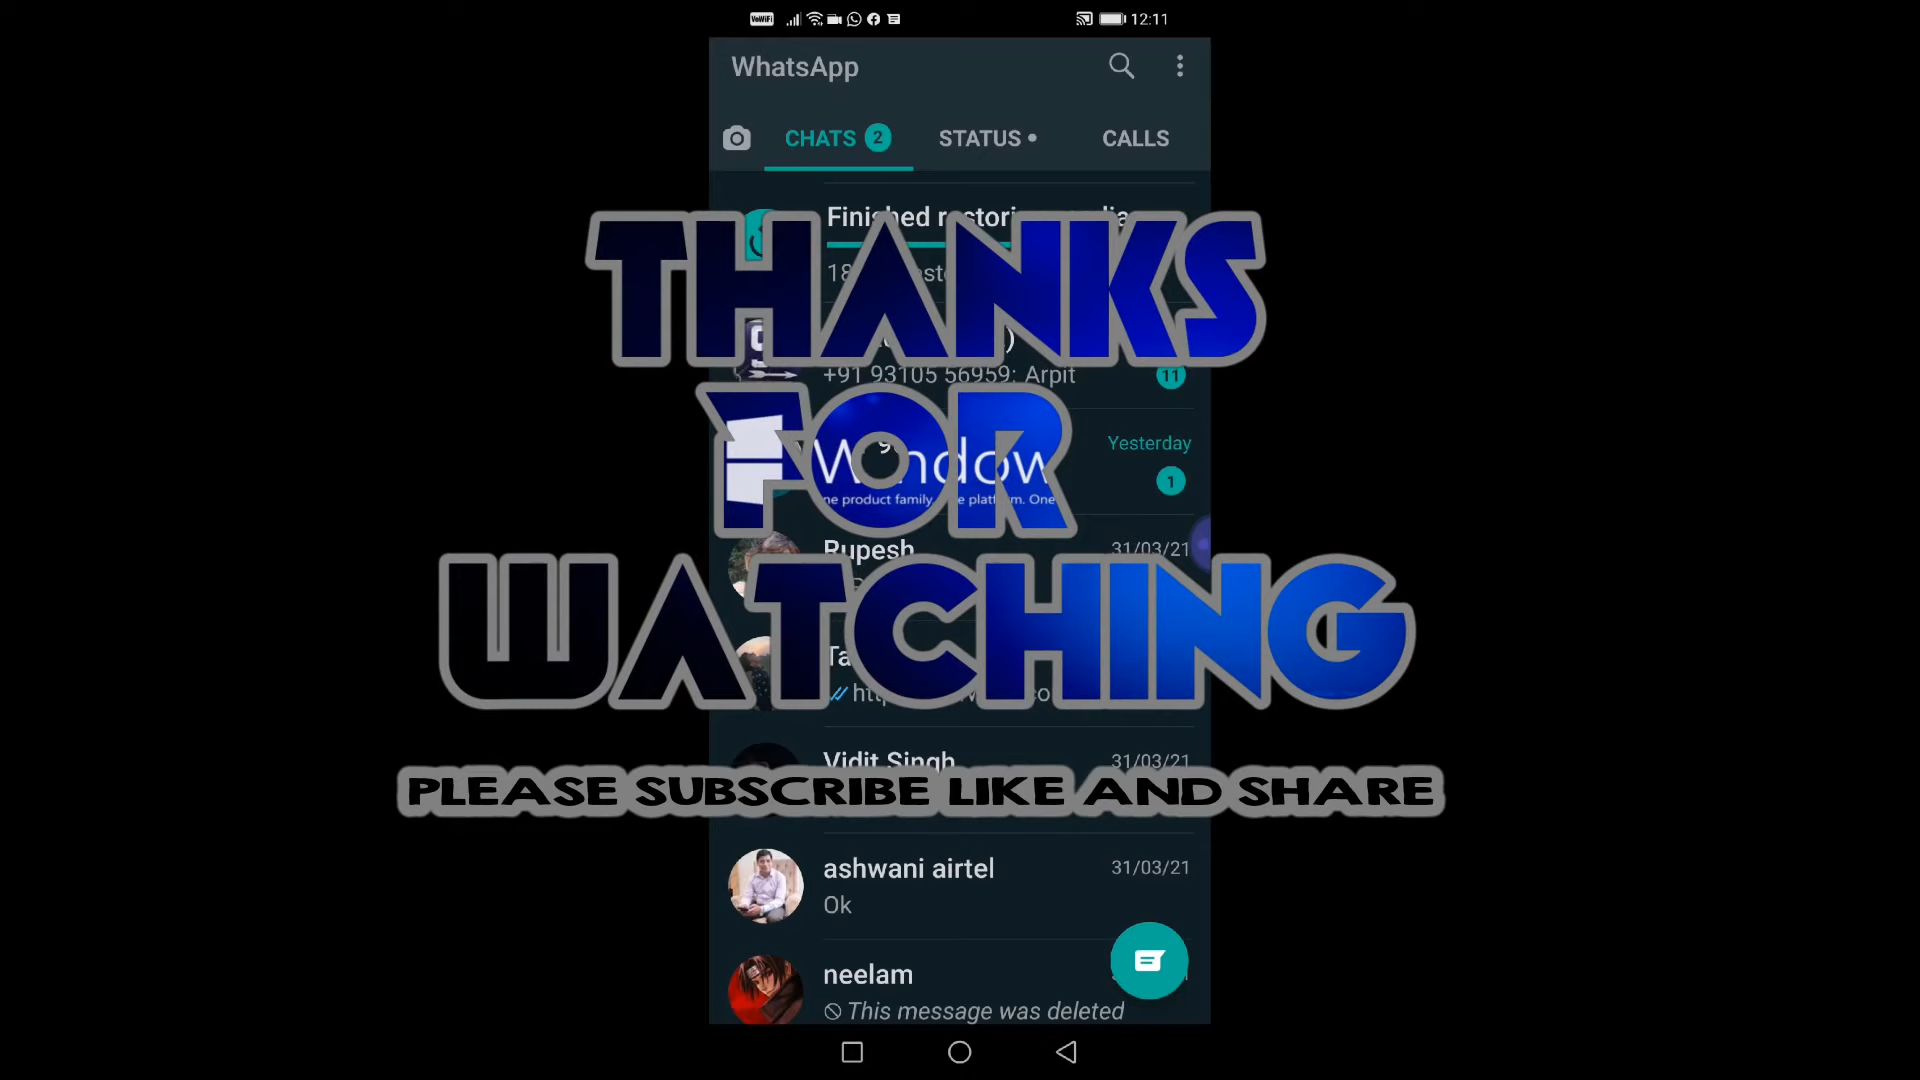 VoWiFi 12:11
WhatsApp
CHATS 2 STATUS • CALLS
Finished
THANKS
+91 93105 56959: Arpit 11
FOR
Yesterday
1
Rupesh 31/03/21
WATCHING
Vidit Singh 31/03/21
PLEASE SUBSCRIBE LIKE AND SHARE
ashwani airtel 31/03/21
Ok
neelam
This message was deleted